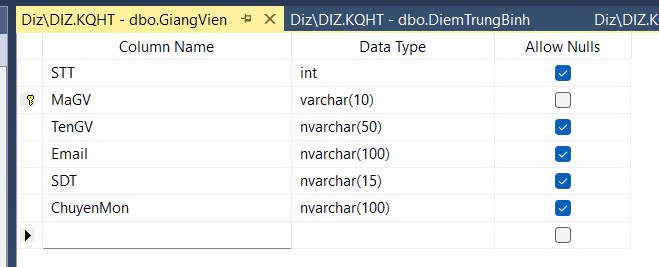 Diz\DIZ.KQHT - dbo.GiangVien Diz\DIZ.KQHT - dbo.DiemTrungBinh Diz\DIZ.K
Column Name Data Type Allow Nulls
STT int
MaGV varchar(10)
TenGV nvarchar(50)
Email nvarchar(100)
SDT nvarchar(15)
ChuyenMon nvarchar(100)